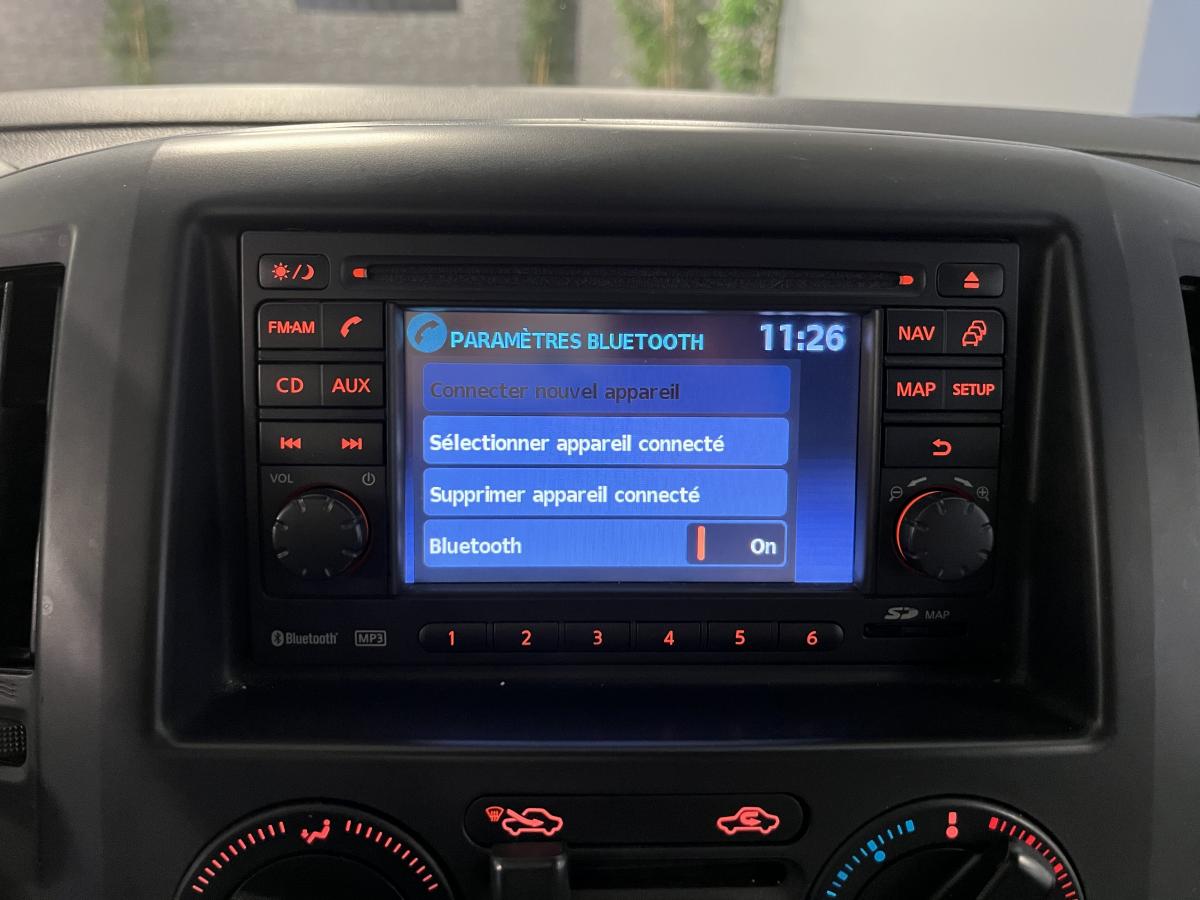 FM·AM
CD
AUX
VOL
PARAMÈTRES BLUETOOTH
11:26
Connecter nouvel appareil
Sélectionner appareil connecté
Supprimer appareil connecté
Bluetooth On
NAV
MAP
SETUP
Bluetooth
MP3
1 2 3 4 5 6
SD MAP